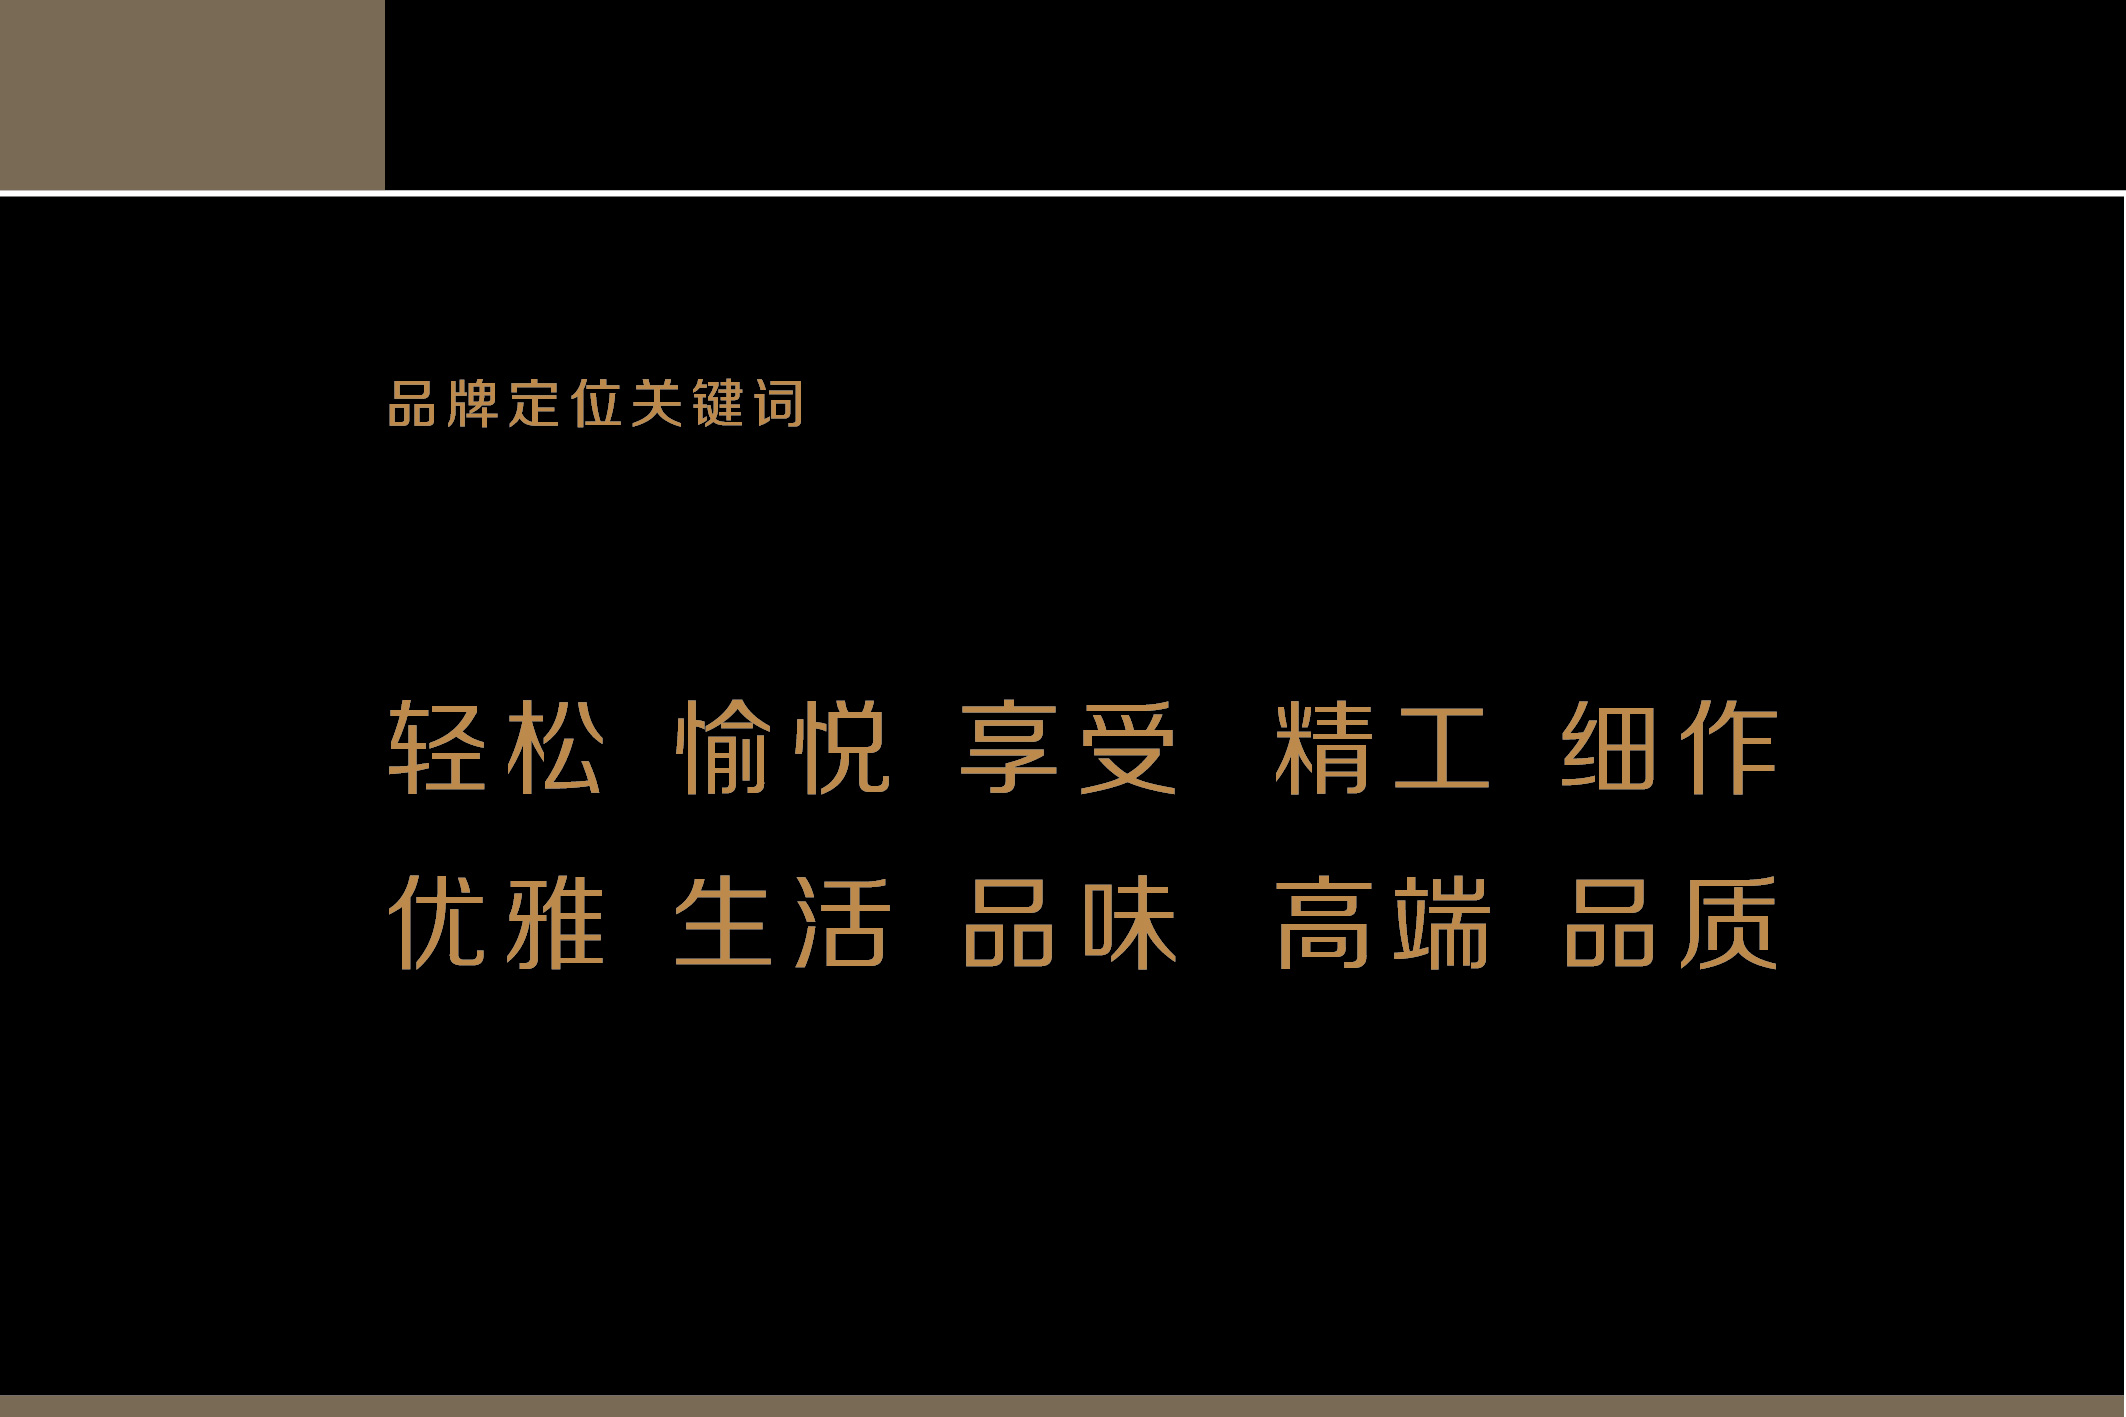 品牌定位关键词
轻松 愉悦 享受 精工 细作
优雅 生活 品味 高端 品质